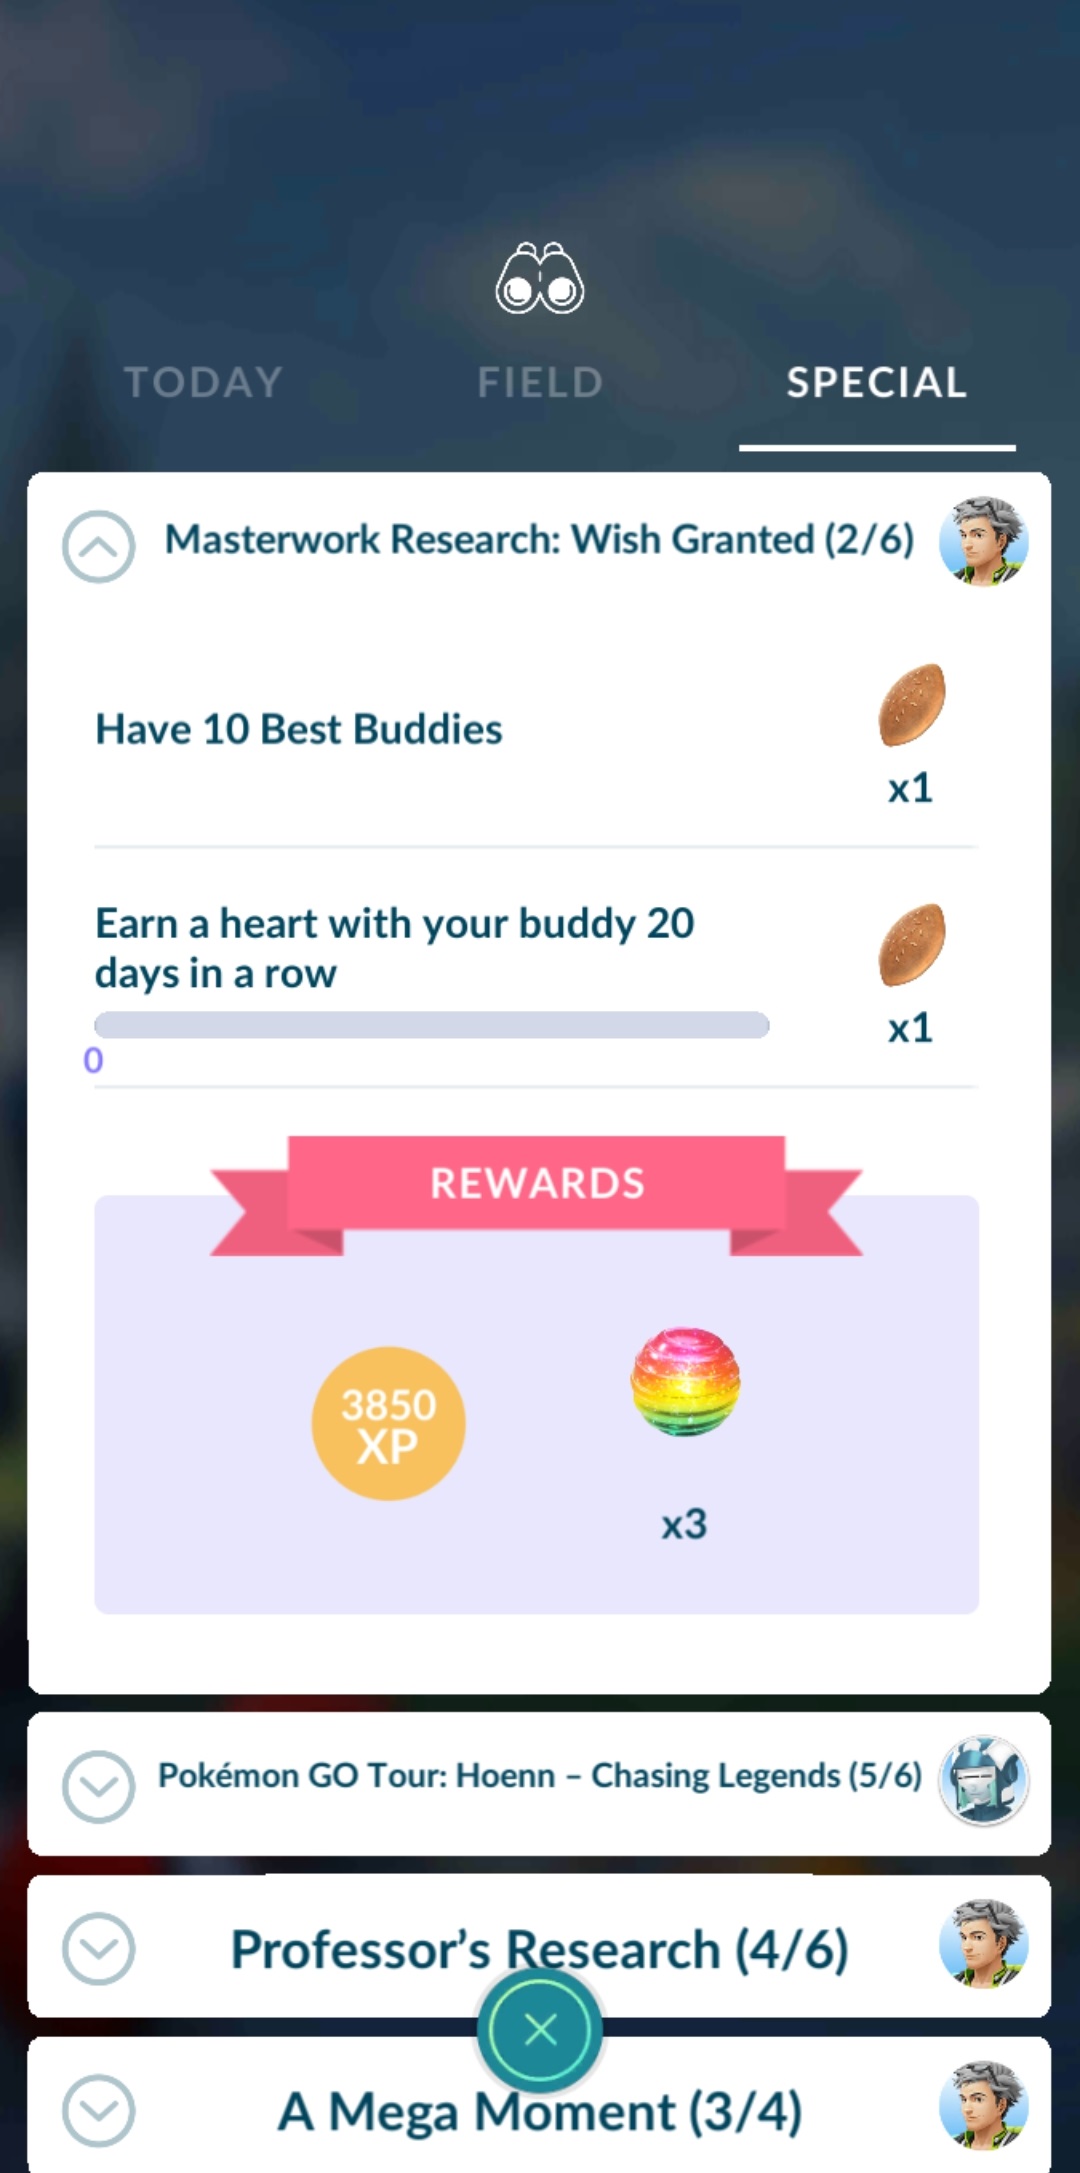 TODAY
FIELD
SPECIAL
Masterwork Research: Wish Granted (2/6)
Have 10 Best Buddies
x1
Earn a heart with your buddy 20
days in a row
x1
0
REWARDS
3850
XP
x3
Pokémon GO Tour: Hoenn – Chasing Legends (5/6)
Professor’s Research (4/6)
A Mega Moment (3/4)